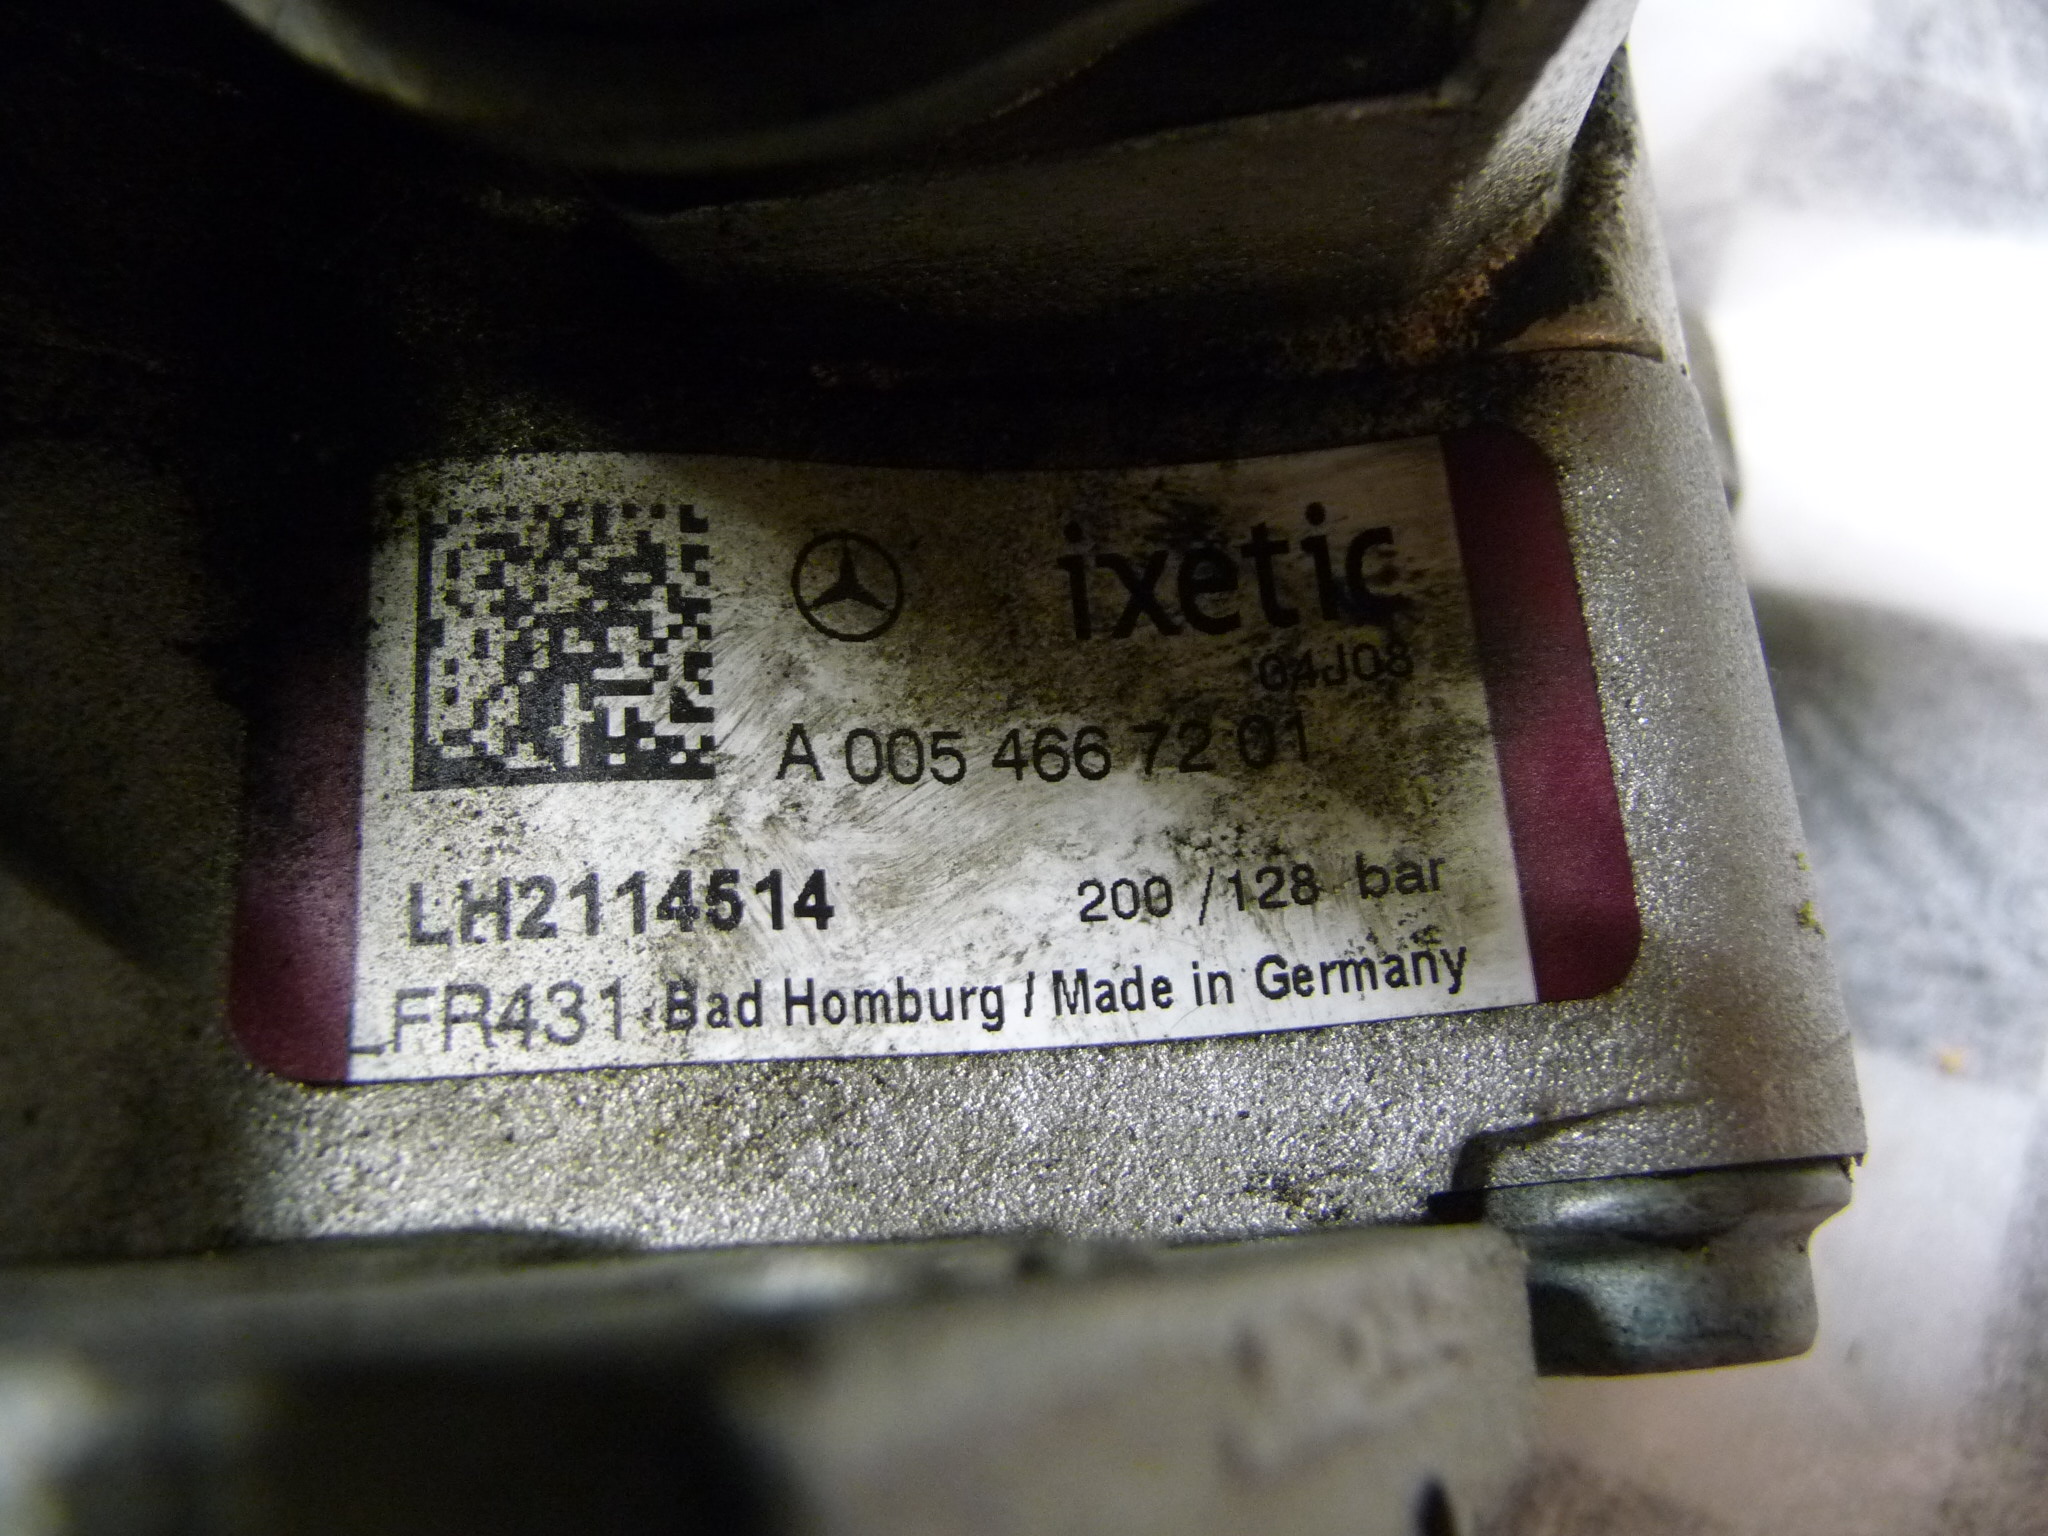 ixetic
04J08
A 005 466 72 01
LH2114514 200 / 128 bar
LFR431 Bad Homburg / Made in Germany